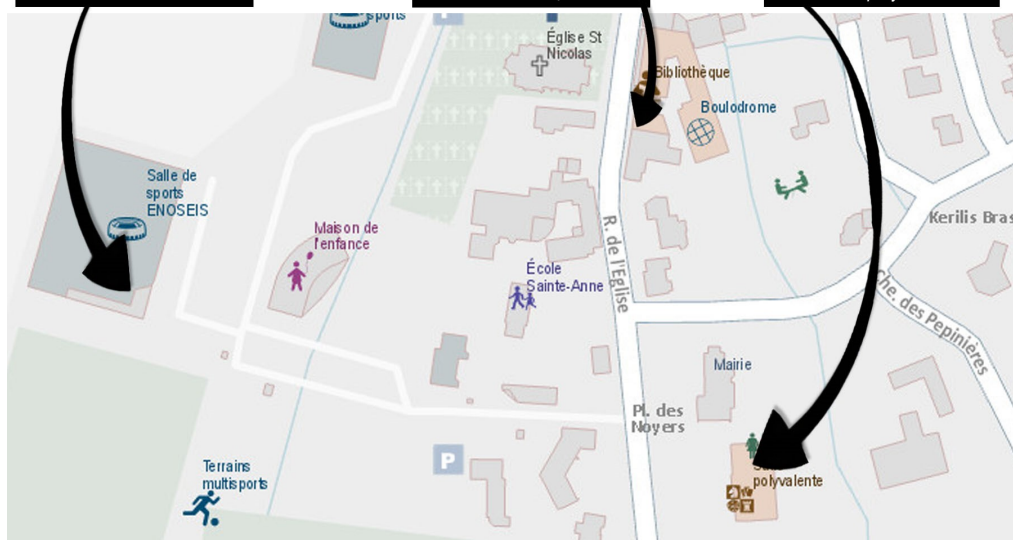 sports
P
Église St
Nicolas
Bibliothèque
Boulodrome
Salle de
sports
ENOSEIS
Maison de
l'enfance
École
Sainte-Anne
R. de l'Eglise
Kerilis Bras
Che. des Pepinières
Mairie
Pl. des
Noyers
P
Terrains
multisports
polyvalente